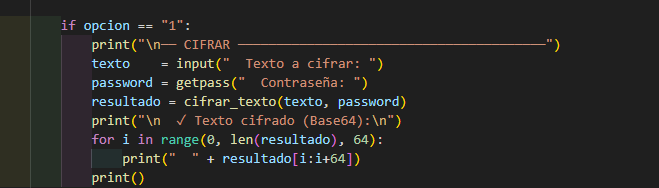 if opcion == "1":
    print("\n── CIFRAR ────────────────────────────────────────")
    texto    = input("  Texto a cifrar: ")
    password = getpass("  Contraseña: ")
    resultado = cifrar_texto(texto, password)
    print("\n  ✓ Texto cifrado (Base64):\n")
    for i in range(0, len(resultado), 64):
        print("  " + resultado[i:i+64])
    print()